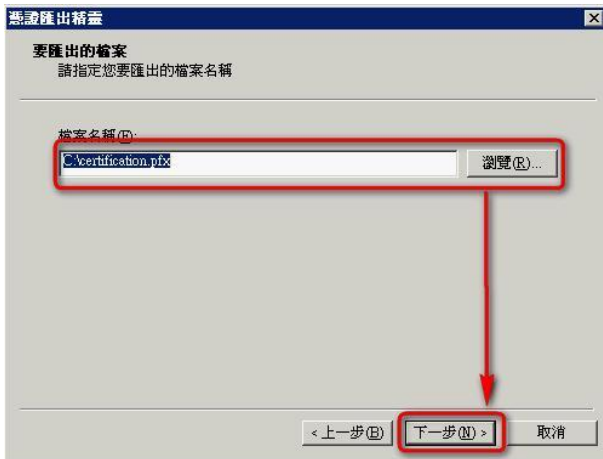 憑證匯出精靈
要匯出的檔案
請指定您要匯出的檔案名稱
檔案名稱(F):
C:\certification.pfx
瀏覽(R)...
<上一步(B) 下一步(N)> 取消